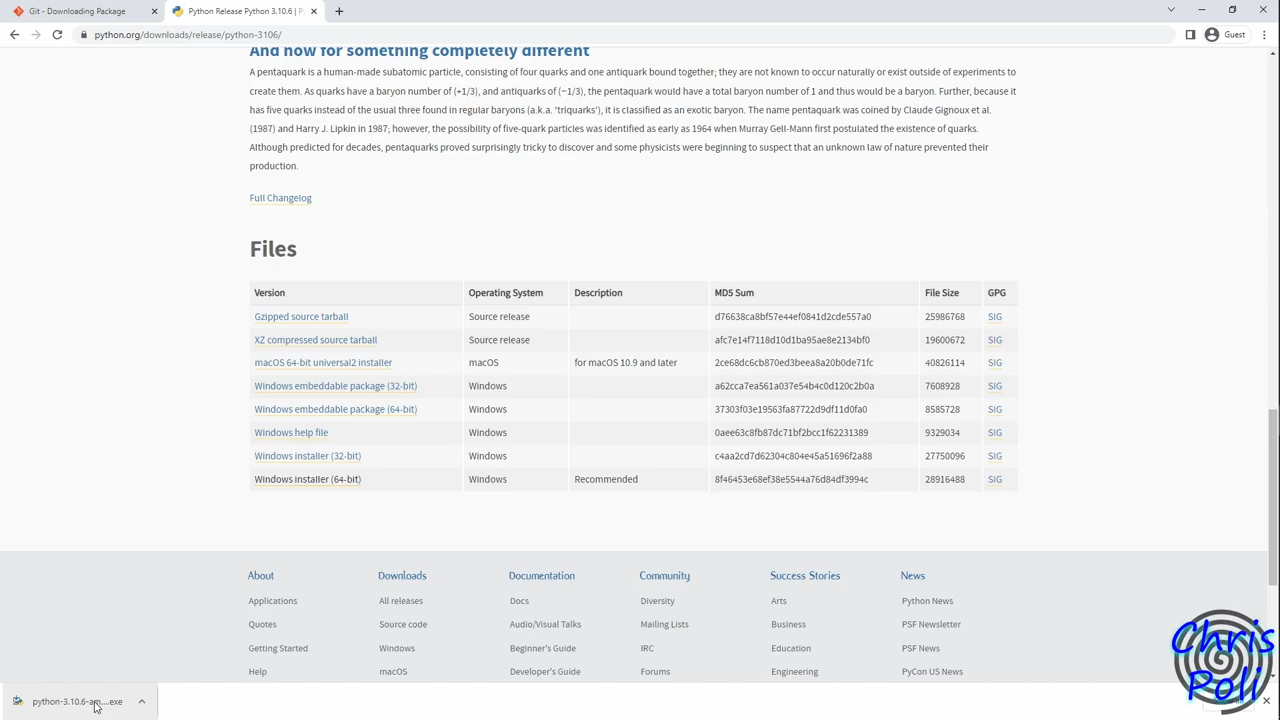 Git - Downloading Package
Python Release Python 3.10.6 | P
python.org/downloads/release/python-3106/
Guest
And now for something completely different
A pentaquark is a human-made subatomic particle, consisting of four quarks and one antiquark bound together; they are not known to occur naturally or exist outside of experiments to
create them. As quarks have a baryon number of (+1/3), and antiquarks of (−1/3), the pentaquark would have a total baryon number of 1 and thus would be a baryon. Further, because it
has five quarks instead of the usual three found in regular baryons (a.k.a. 'triquarks'), it is classified as an exotic baryon. The name pentaquark was coined by Claude Gignoux et al.
(1987) and Harry J. Lipkin in 1987; however, the possibility of five-quark particles was identified as early as 1964 when Murray Gell-Mann first postulated the existence of quarks.
Although predicted for decades, pentaquarks proved surprisingly tricky to discover and some physicists were beginning to suspect that an unknown law of nature prevented their
production.
Full Changelog
Files
Version Operating System Description MD5 Sum File Size GPG
Gzipped source tarball Source release d76638ca8bf57e44ef0841d2cde557a0 25986768 SIG
XZ compressed source tarball Source release afc7e14f7118d10d1ba95ae8e2134bf0 19600672 SIG
macOS 64-bit universal2 installer macOS for macOS 10.9 and later 2ce68dc6cb870ed3beea8a20b0de71fc 40826114 SIG
Windows embeddable package (32-bit) Windows a62cca7ea561a037e54b4c0d120c2b0a 7608928 SIG
Windows embeddable package (64-bit) Windows 37303f03e19563fa87722d9df11d0fa0 8585728 SIG
Windows help file Windows 0aee63c8fb87dc71bf2bcc1f62231389 9329034 SIG
Windows installer (32-bit) Windows c4aa2cd7d62304c804e45a51696f2a88 27750096 SIG
Windows installer (64-bit) Windows Recommended 8f46453e68ef38e5544a76d84df3994c 28916488 SIG
About Downloads Documentation Community Success Stories News
Applications All releases Docs Diversity Arts Python News
Quotes Source code Audio/Visual Talks Mailing Lists Business PSF Newsletter
Getting Started Windows Beginner's Guide IRC Education PSF News
Help macOS Developer's Guide Forums Engineering PyCon US News
python-3.10.6-am....exe
Chris
Poli